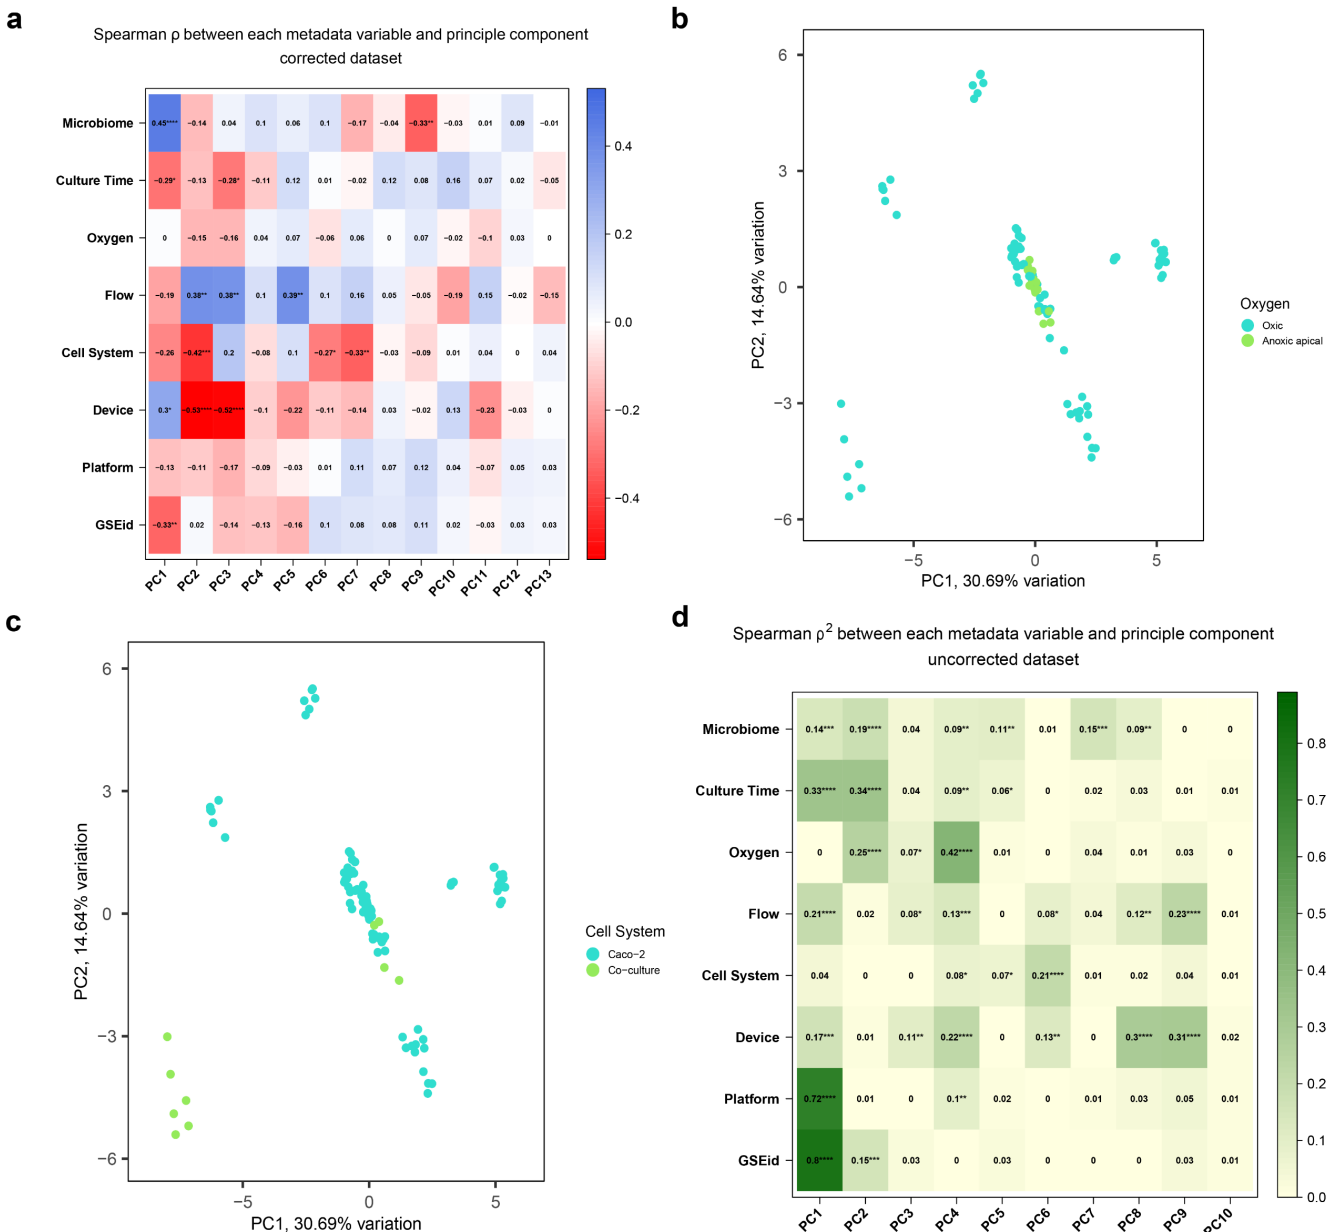 a
Spearman ρ between each metadata variable and principle component
corrected dataset
Microbiome 0.45**** −0.14 0.04 0.1 0.06 0.1 −0.17 −0.04 −0.33** −0.03 0.01 0.09 −0.01
Culture Time −0.29* −0.13 −0.28* −0.11 0.12 0.01 −0.02 0.12 0.08 0.16 0.07 0.02 −0.05
Oxygen 0 −0.15 −0.16 0.04 0.07 −0.06 0.06 0 0.07 −0.02 −0.1 0.03 0
Flow −0.19 0.38** 0.38** 0.1 0.39** 0.1 0.16 0.05 −0.05 −0.19 0.15 −0.02 −0.15
Cell System −0.26 −0.42*** 0.2 −0.08 0.1 −0.27* −0.33** −0.03 −0.09 0.01 0.04 0 0.04
Device 0.3* −0.53**** −0.52**** −0.1 −0.22 −0.11 −0.14 0.03 −0.02 0.13 −0.23 −0.03 0
Platform −0.13 −0.11 −0.17 −0.09 −0.03 0.01 0.11 0.07 0.12 0.04 −0.07 0.05 0.03
GSEid −0.33** 0.02 −0.14 −0.13 −0.16 0.1 0.08 0.08 0.11 0.02 −0.03 0.03 0.03
PC1 PC2 PC3 PC4 PC5 PC6 PC7 PC8 PC9 PC10 PC11 PC12 PC13
0.4
0.2
0.0
−0.2
−0.4
b
6
3
0
−3
−6
PC2, 14.64% variation
−5 0 5
PC1, 30.69% variation
Oxygen
Oxic
Anoxic apical
c
6
3
0
−3
−6
PC2, 14.64% variation
−5 0 5
PC1, 30.69% variation
Cell System
Caco−2
Co−culture
d
Spearman ρ² between each metadata variable and principle component
uncorrected dataset
Microbiome 0.14*** 0.19**** 0.04 0.09** 0.11** 0.01 0.15*** 0.09** 0 0
Culture Time 0.33**** 0.34**** 0.04 0.09** 0.06* 0 0.02 0.03 0.01 0.01
Oxygen 0 0.25**** 0.07* 0.42**** 0.01 0 0.04 0.01 0.03 0
Flow 0.21**** 0.02 0.08* 0.13*** 0 0.08* 0.04 0.12** 0.23**** 0.01
Cell System 0.04 0 0 0.08* 0.07* 0.21**** 0.01 0.02 0.04 0.01
Device 0.17*** 0.01 0.11** 0.22**** 0 0.13** 0 0.3**** 0.31**** 0.02
Platform 0.72**** 0.01 0 0.1** 0.02 0 0.01 0.03 0.05 0.01
GSEid 0.8**** 0.15*** 0.03 0 0.03 0 0 0 0.03 0.01
PC1 PC2 PC3 PC4 PC5 PC6 PC7 PC8 PC9 PC10
0.8
0.7
0.6
0.5
0.4
0.3
0.2
0.1
0.0